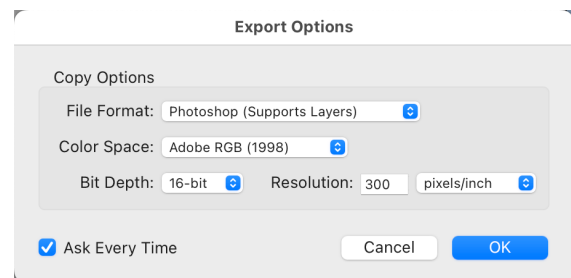 Export Options
Copy Options
File Format: Photoshop (Supports Layers)
Color Space: Adobe RGB (1998)
Bit Depth: 16-bit Resolution: 300 pixels/inch
Ask Every Time Cancel OK